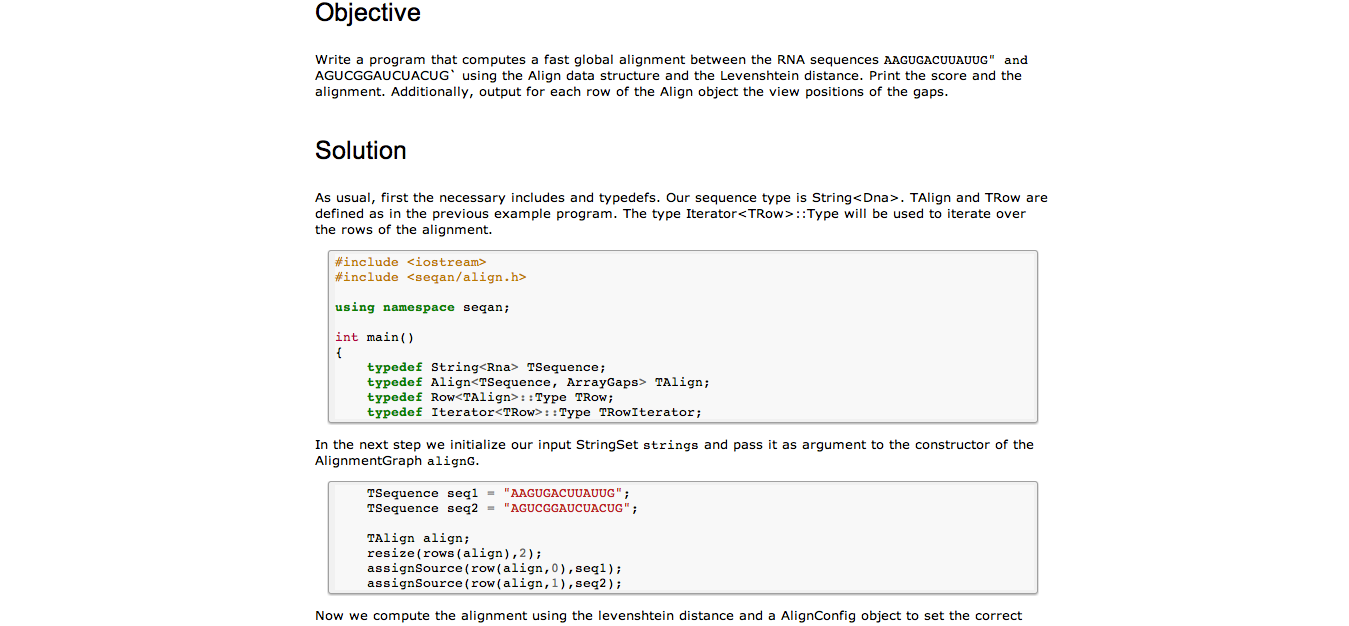 Objective
Write a program that computes a fast global alignment between the RNA sequences AAGUGACUUAUUG" and
AGUCGGAUCUACUG` using the Align data structure and the Levenshtein distance. Print the score and the
alignment. Additionally, output for each row of the Align object the view positions of the gaps.
Solution
As usual, first the necessary includes and typedefs. Our sequence type is String<Dna>. TAlign and TRow are
defined as in the previous example program. The type Iterator<TRow>::Type will be used to iterate over
the rows of the alignment.
#include <iostream>
#include <seqan/align.h>
using namespace seqan;
int main()
{
    typedef String<Rna> TSequence;
    typedef Align<TSequence, ArrayGaps> TAlign;
    typedef Row<TAlign>::Type TRow;
    typedef Iterator<TRow>::Type TRowIterator;
In the next step we initialize our input StringSet strings and pass it as argument to the constructor of the
AlignmentGraph alignG.
    TSequence seq1 = "AAGUGACUUAUUG";
    TSequence seq2 = "AGUCGGAUCUACUG";
    TAlign align;
    resize(rows(align),2);
    assignSource(row(align,0),seq1);
    assignSource(row(align,1),seq2);
Now we compute the alignment using the levenshtein distance and a AlignConfig object to set the correct